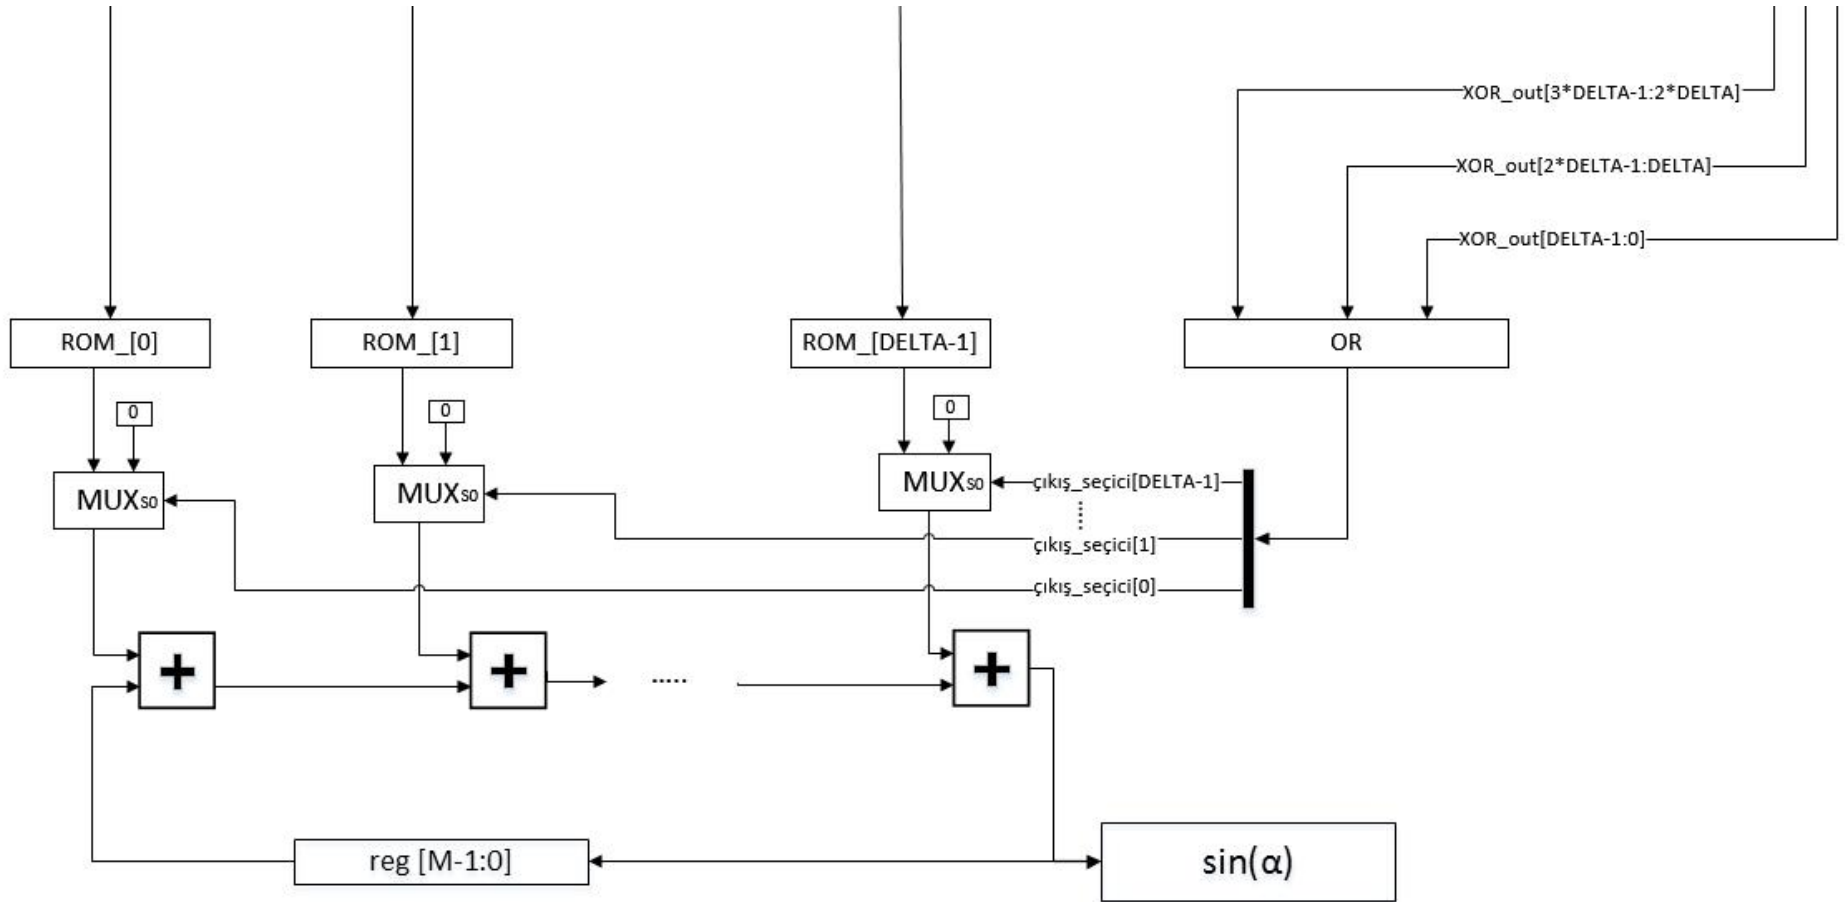 XOR_out[3*DELTA-1:2*DELTA]
XOR_out[2*DELTA-1:DELTA]
XOR_out[DELTA-1:0]
ROM_[0]
ROM_[1]
ROM_[DELTA-1]
OR
0
0
0
MUXS0
MUXS0
MUXS0
çıkış_seçici[DELTA-1]
çıkış_seçici[1]
çıkış_seçici[0]
+
+
.....
+
reg [M-1:0]
sin(α)